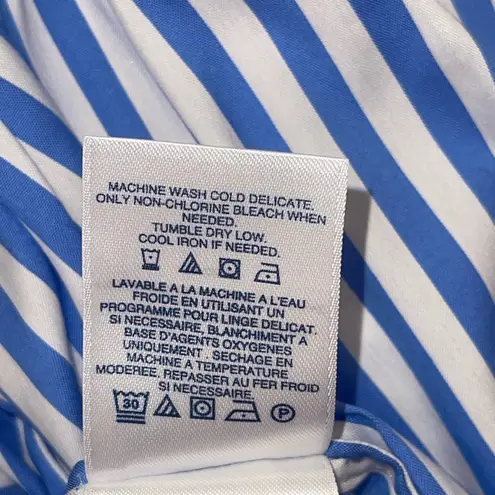 MACHINE WASH COLD DELICATE.
ONLY NON-CHLORINE BLEACH WHEN
NEEDED.
TUMBLE DRY LOW.
COOL IRON IF NEEDED.
LAVABLE A LA MACHINE A L'EAU
FROIDE EN UTILISANT UN
PROGRAMME POUR LINGE DELICAT.
SI NECESSAIRE, BLANCHIMENT A
BASE D'AGENTS OXYGENES
UNIQUEMENT. SECHAGE EN
MACHINE A TEMPERATURE
MODEREE, REPASSER AU FER FROID
SI NECESSAIRE
30 P